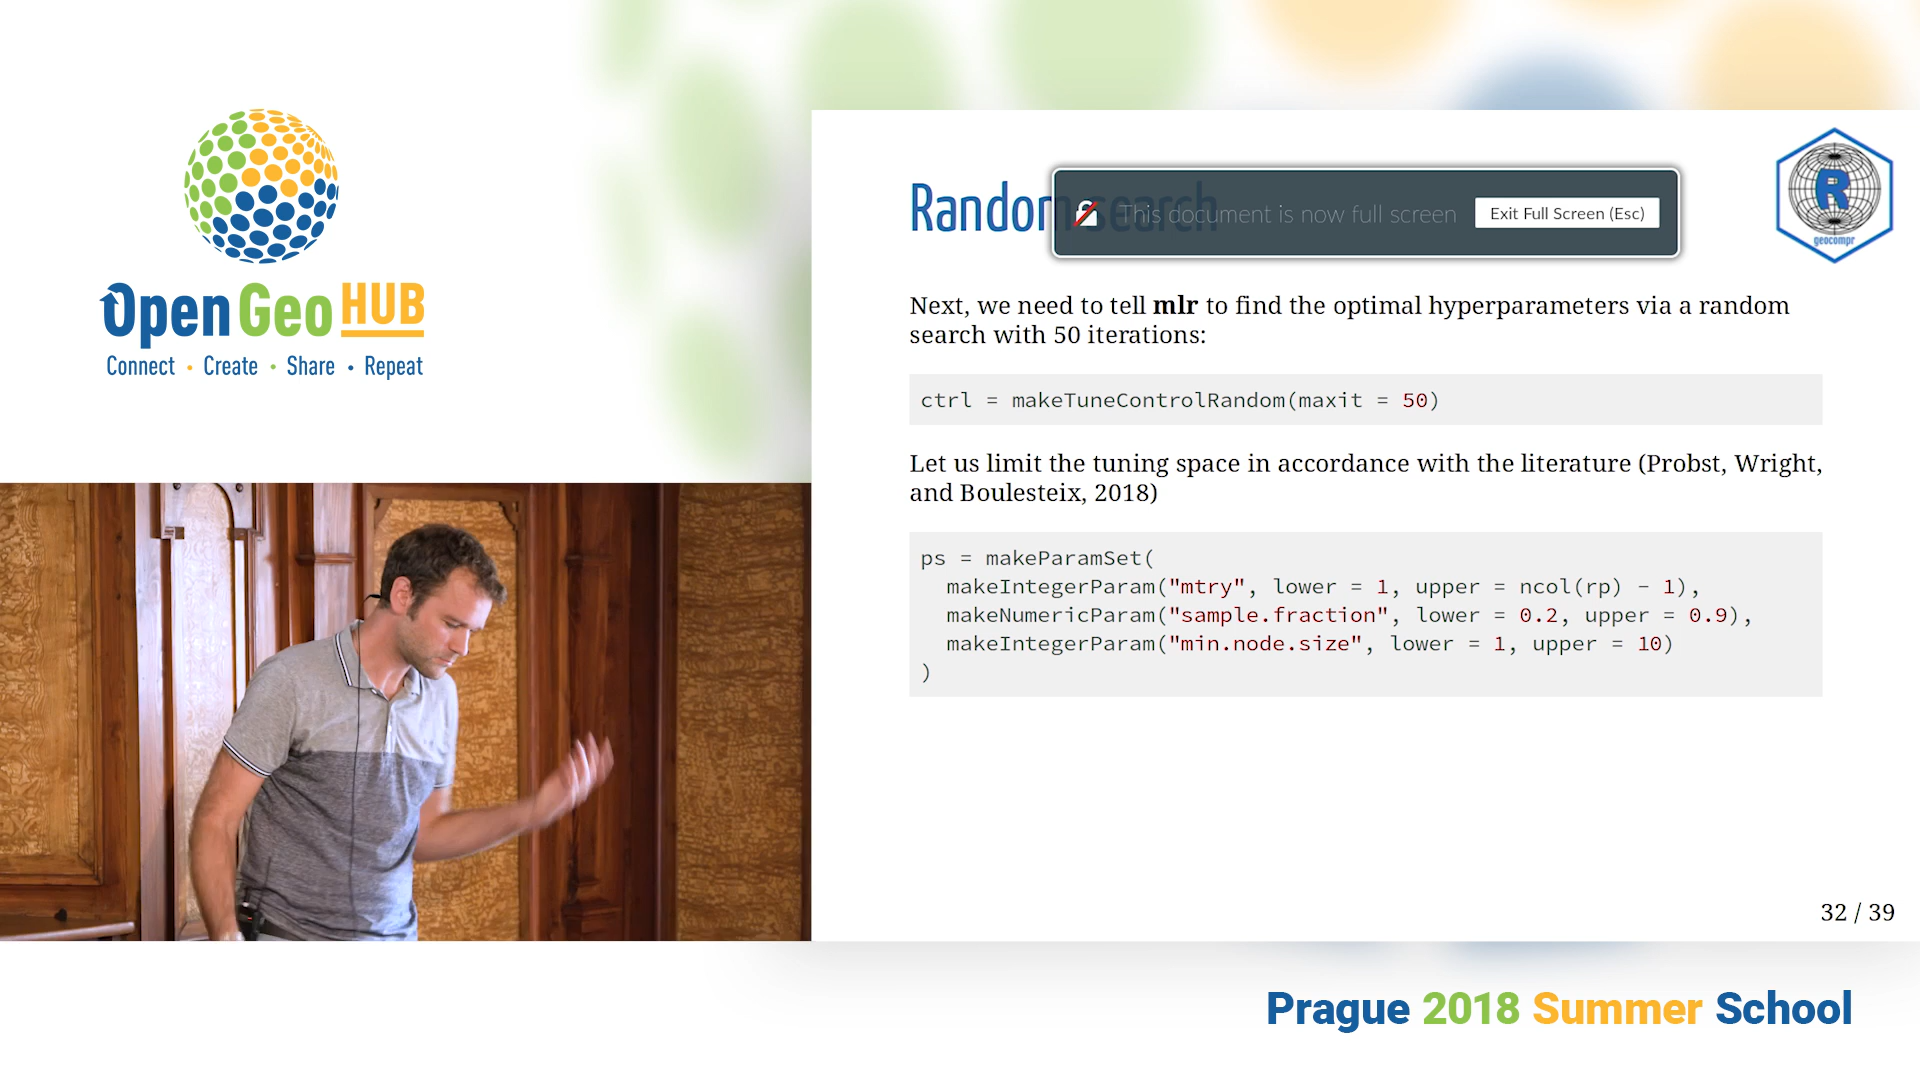 Open Geo HUB
Connect • Create • Share • Repeat
Random search
This document is now full screen
Exit Full Screen (Esc)
R
geocompr
Next, we need to tell mlr to find the optimal hyperparameters via a random
search with 50 iterations:
ctrl = makeTuneControlRandom(maxit = 50)
Let us limit the tuning space in accordance with the literature (Probst, Wright,
and Boulesteix, 2018)
ps = makeParamSet(
  makeIntegerParam("mtry", lower = 1, upper = ncol(rp) - 1),
  makeNumericParam("sample.fraction", lower = 0.2, upper = 0.9),
  makeIntegerParam("min.node.size", lower = 1, upper = 10)
)
32 / 39
Prague 2018 Summer School